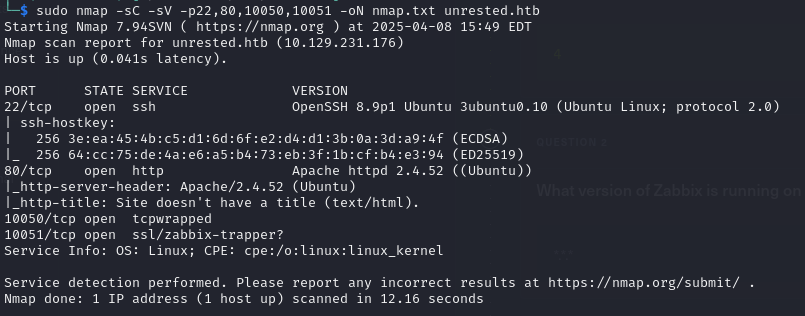 └─$ sudo nmap -sC -sV -p22,80,10050,10051 -oN nmap.txt unrested.htb
Starting Nmap 7.94SVN ( https://nmap.org ) at 2025-04-08 15:49 EDT
Nmap scan report for unrested.htb (10.129.231.176)
Host is up (0.041s latency).

PORT      STATE SERVICE             VERSION
22/tcp    open  ssh                 OpenSSH 8.9p1 Ubuntu 3ubuntu0.10 (Ubuntu Linux; protocol 2.0)
| ssh-hostkey:
|   256 3e:ea:45:4b:c5:d1:6d:6f:e2:d4:d1:3b:0a:3d:a9:4f (ECDSA)
|_  256 64:cc:75:de:4a:e6:a5:b4:73:eb:3f:1b:cf:b4:e3:94 (ED25519)
80/tcp    open  http                Apache httpd 2.4.52 ((Ubuntu))
|_http-server-header: Apache/2.4.52 (Ubuntu)
|_http-title: Site doesn't have a title (text/html).
10050/tcp open  tcpwrapped
10051/tcp open  ssl/zabbix-trapper?
Service Info: OS: Linux; CPE: cpe:/o:linux:linux_kernel

Service detection performed. Please report any incorrect results at https://nmap.org/submit/ .
Nmap done: 1 IP address (1 host up) scanned in 12.16 seconds
What version of Zabbix is running on